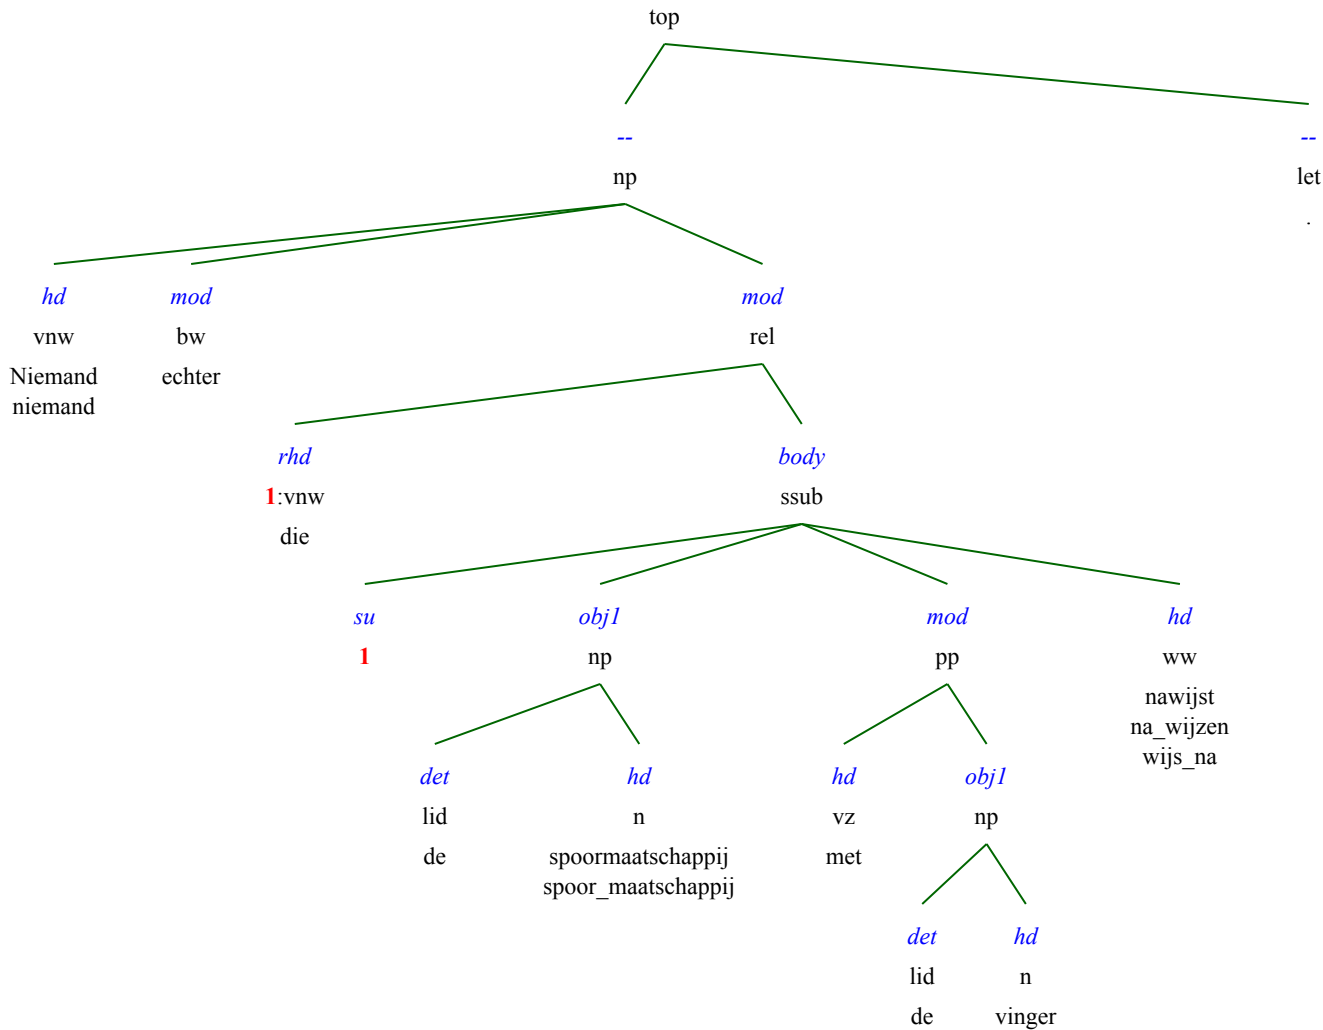 top
-- --
np let
.
hd mod mod
vnw bw rel
Niemand echter
niemand
rhd body
1:vnw ssub
die
su obj1 mod hd
1 np pp ww
nawijst
na_wijzen
wijs_na
det hd hd obj1
lid n vz np
de spoormaatschappij met
spoor_maatschappij
det hd
lid n
de vinger